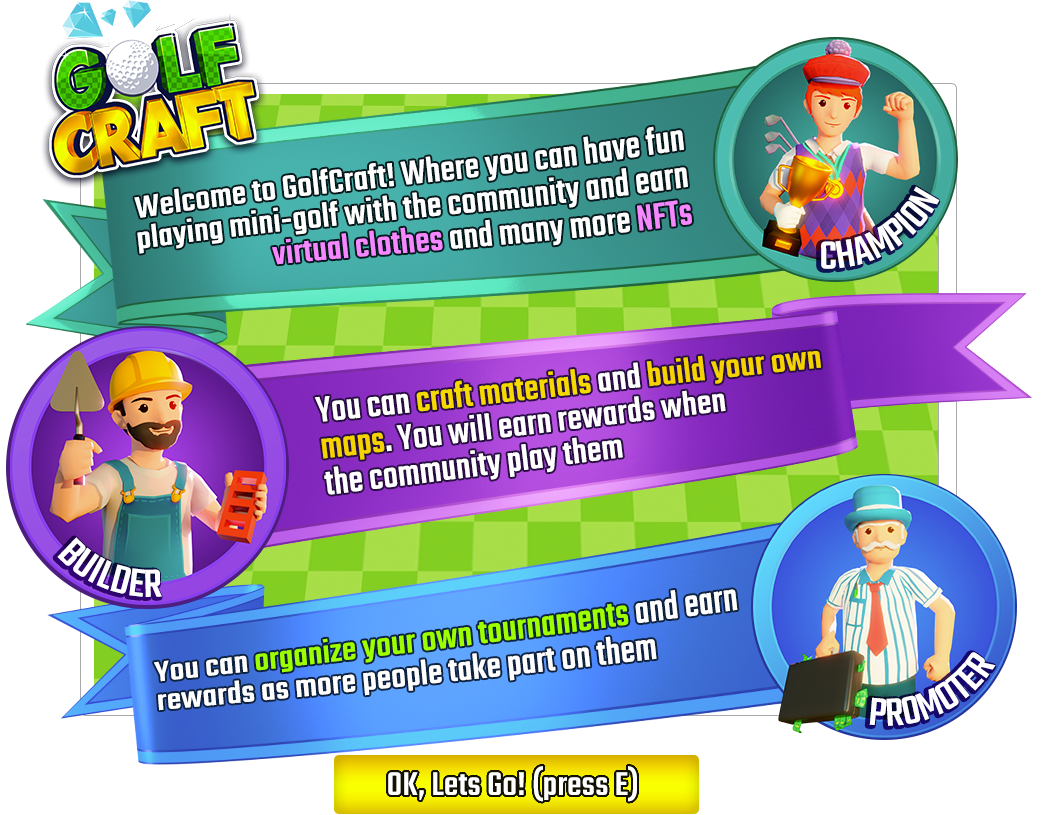 GOLF
CRAFT
Welcome to GolfCraft! Where you can have fun
playing mini-golf with the community and earn
virtual clothes and many more NFTs
CHAMPION
You can craft materials and build your own
maps. You will earn rewards when
the community play them
BUILDER
You can organize your own tournaments and earn
rewards as more people take part on them
PROMOTER
OK, Lets Go! (press E)